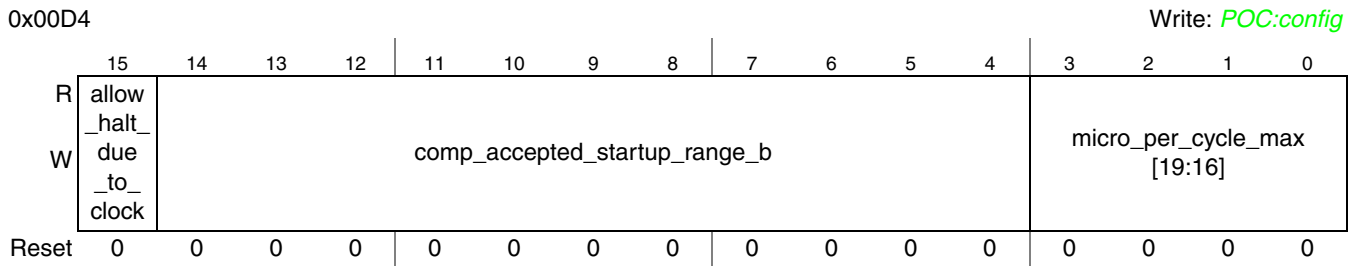 0x00D4 Write: POC:config
15 14 13 12 11 10 9 8 7 6 5 4 3 2 1 0
R allow
_halt_
W due
_to_
clock
comp_accepted_startup_range_b
micro_per_cycle_max
[19:16]
Reset 0 0 0 0 0 0 0 0 0 0 0 0 0 0 0 0